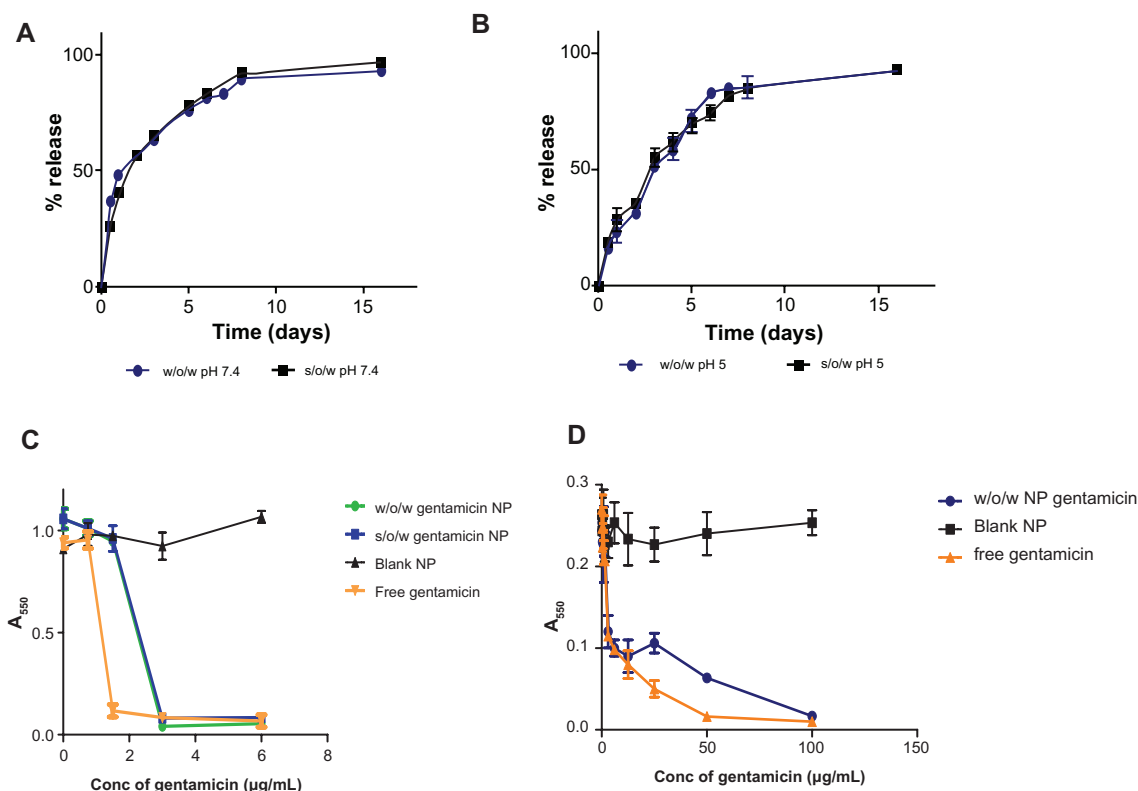 A
100
50
0
% release
0 5 10 15
Time (days)
w/o/w pH 7.4 s/o/w pH 7.4
B
100
50
0
% release
0 5 10 15
Time (days)
w/o/w pH 5 s/o/w pH 5
C
1.0
0.5
0.0
A550
0 2 4 6 8
Conc of gentamicin (µg/mL)
w/o/w gentamicin NP
s/o/w gentamicin NP
Blank NP
Free gentamicin
D
0.3
0.2
0.1
0.0
A550
0 50 100 150
Conc of gentamicin (µg/mL)
w/o/w NP gentamicin
Blank NP
free gentamicin